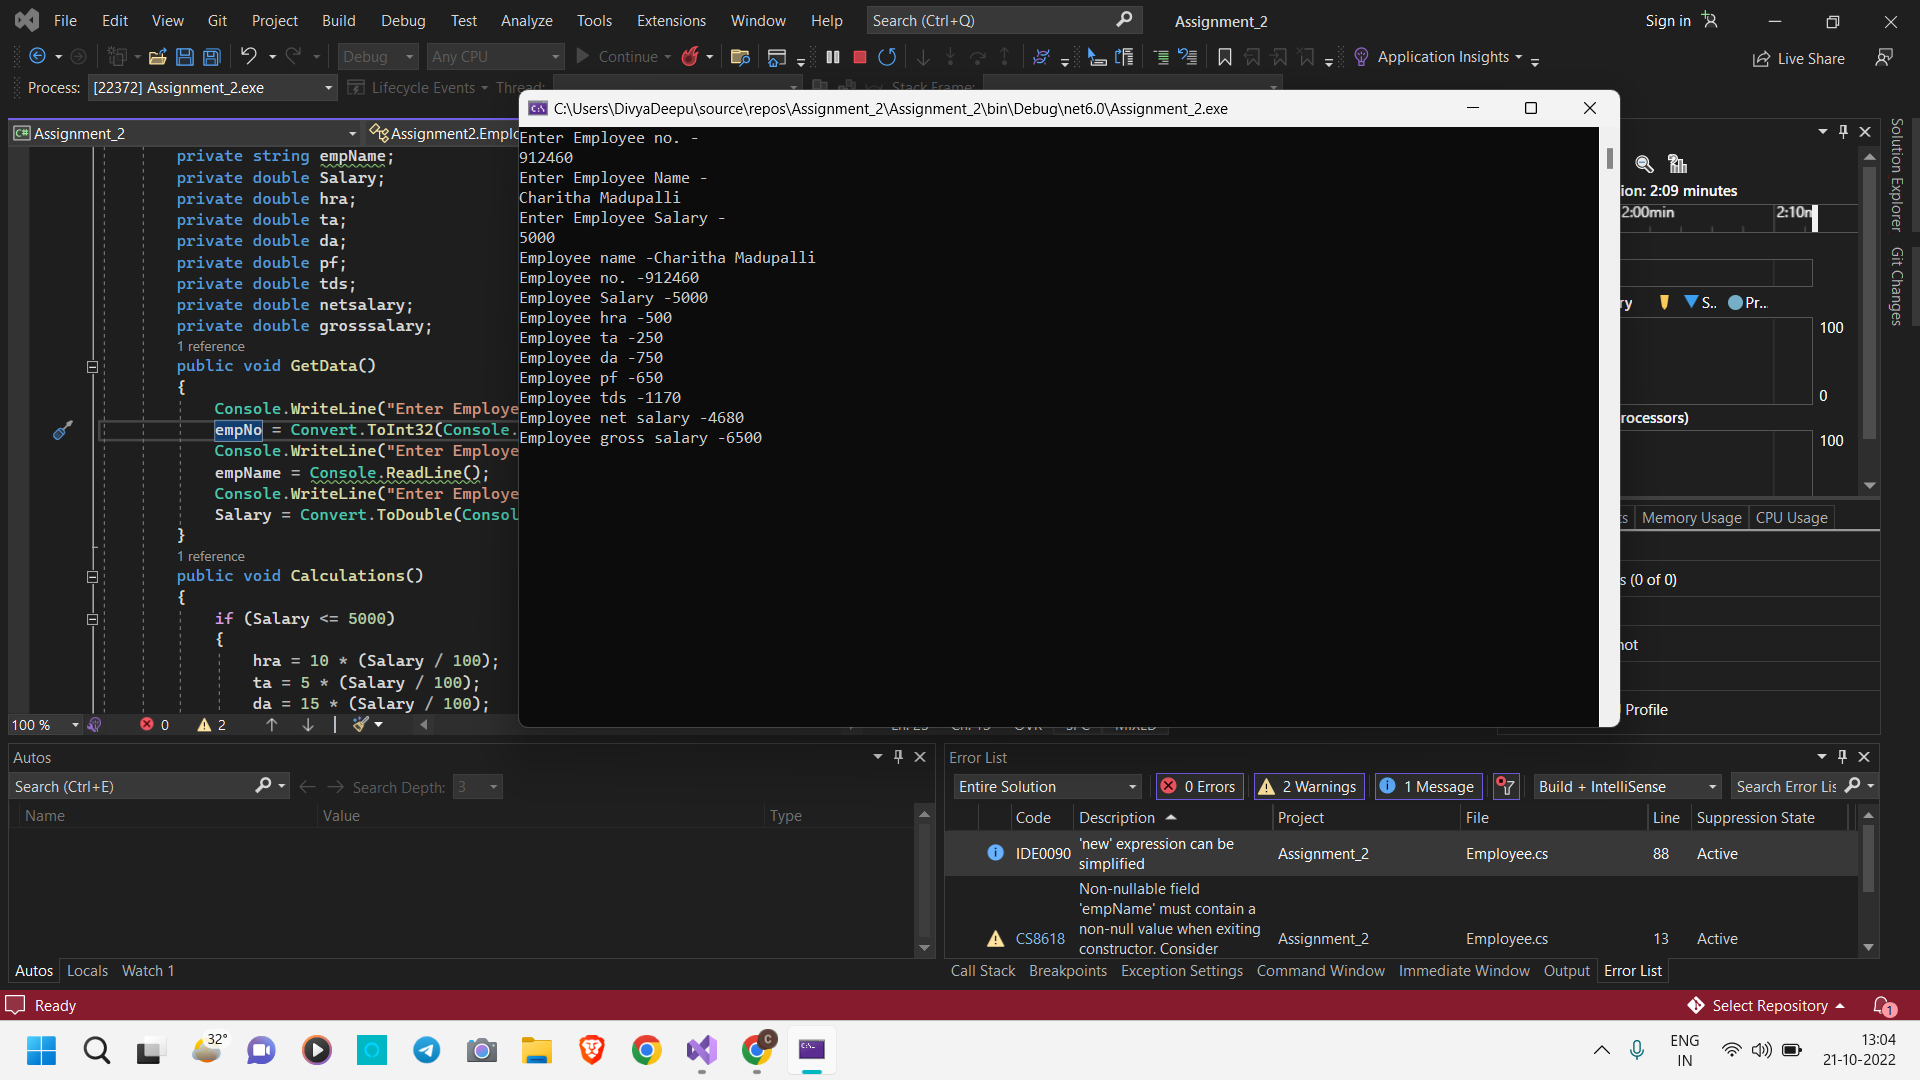 File Edit View Git Project Build Debug Test Analyze Tools Extensions Window Help Search (Ctrl+Q) Assignment_2 Sign in
Debug Any CPU Continue Application Insights Live Share
Process: [22372] Assignment_2.exe Lifecycle Events Thread: Stack Frame:
C:\Users\DivyaDeepu\source\repos\Assignment_2\Assignment_2\bin\Debug\net6.0\Assignment_2.exe
Enter Employee no. -
912460
Enter Employee Name -
Charitha Madupalli
Enter Employee Salary -
5000
Employee name -Charitha Madupalli
Employee no. -912460
Employee Salary -5000
Employee hra -500
Employee ta -250
Employee da -750
Employee pf -650
Employee tds -1170
Employee net salary -4680
Employee gross salary -6500
Assignment_2 Assignment2.Emplo
private string empName;
private double Salary;
private double hra;
private double ta;
private double da;
private double pf;
private double tds;
private double netsalary;
private double grosssalary;
1 reference
public void GetData()
{
Console.WriteLine("Enter Employe
empNo = Convert.ToInt32(Console.
Console.WriteLine("Enter Employe
empName = Console.ReadLine();
Console.WriteLine("Enter Employe
Salary = Convert.ToDouble(Consol
}
1 reference
public void Calculations()
{
if (Salary <= 5000)
{
hra = 10 * (Salary / 100);
ta = 5 * (Salary / 100);
da = 15 * (Salary / 100);
100 % 0 2
ion: 2:09 minutes
2:00min 2:10m
ry S.. Pr...
100
0
rocessors)
100
ts Memory Usage CPU Usage
s (0 of 0)
hot
Profile
Solution Explorer
Git Changes
Autos
Search (Ctrl+E) Search Depth: 3
Name Value Type
Autos Locals Watch 1
Error List
Entire Solution 0 Errors 2 Warnings 1 Message Build + IntelliSense Search Error Lis
Code Description Project File Line Suppression State
IDE0090 'new' expression can be simplified Assignment_2 Employee.cs 88 Active
CS8618 Non-nullable field 'empName' must contain a non-null value when exiting constructor. Consider Assignment_2 Employee.cs 13 Active
Call Stack Breakpoints Exception Settings Command Window Immediate Window Output Error List
Ready Select Repository 1
32° C ENG IN 13:04 21-10-2022